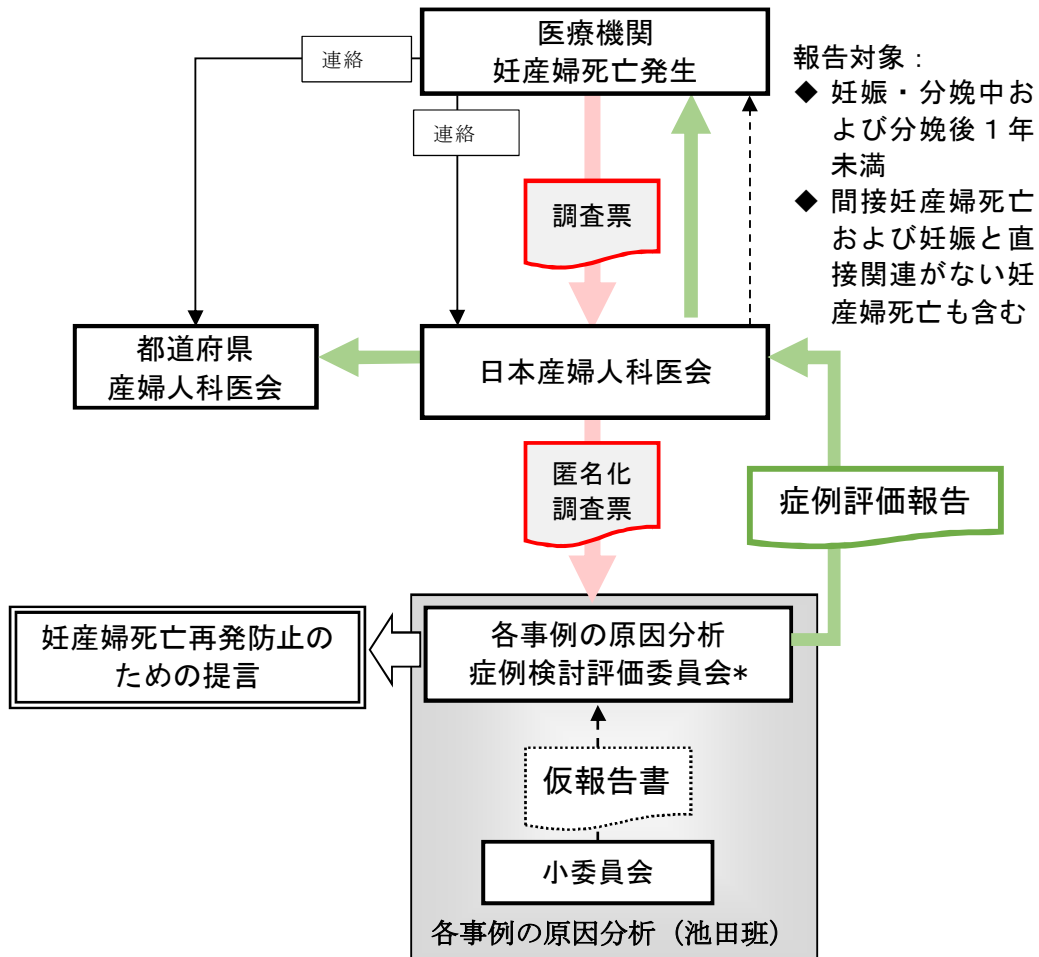 医療機関
妊産婦死亡発生
連絡
連絡
報告対象：
◆ 妊娠・分娩中お
よび分娩後１年
未満
◆ 間接妊産婦死亡
および妊娠と直
接関連がない妊
産婦死亡も含む
調査票
都道府県
産婦人科医会
日本産婦人科医会
匿名化
調査票
症例評価報告
妊産婦死亡再発防止の
ための提言
各事例の原因分析
症例検討評価委員会*
仮報告書
小委員会
各事例の原因分析（池田班）